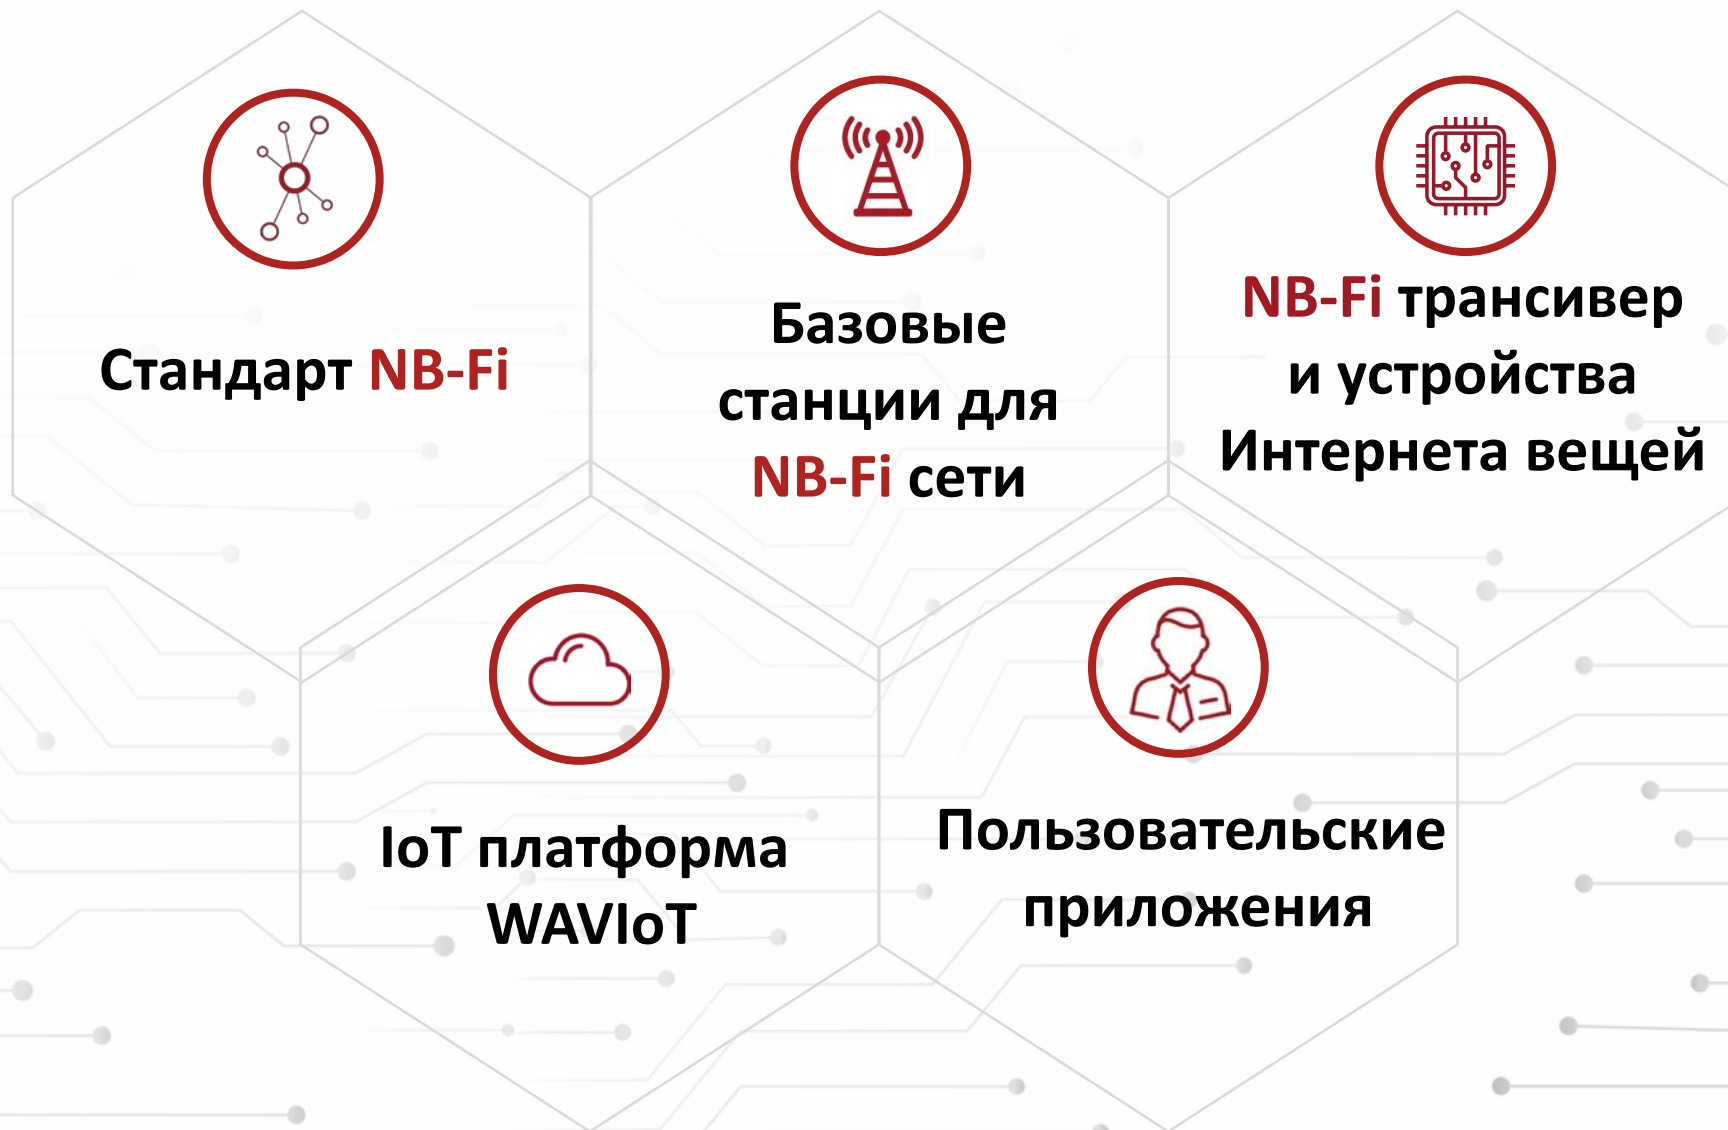 Стандарт NB-Fi
Базовые
станции для
NB-Fi сети
NB-Fi трансивер
и устройства
Интернета вещей
IoT платформа
WAVIoT
Пользовательские
приложения